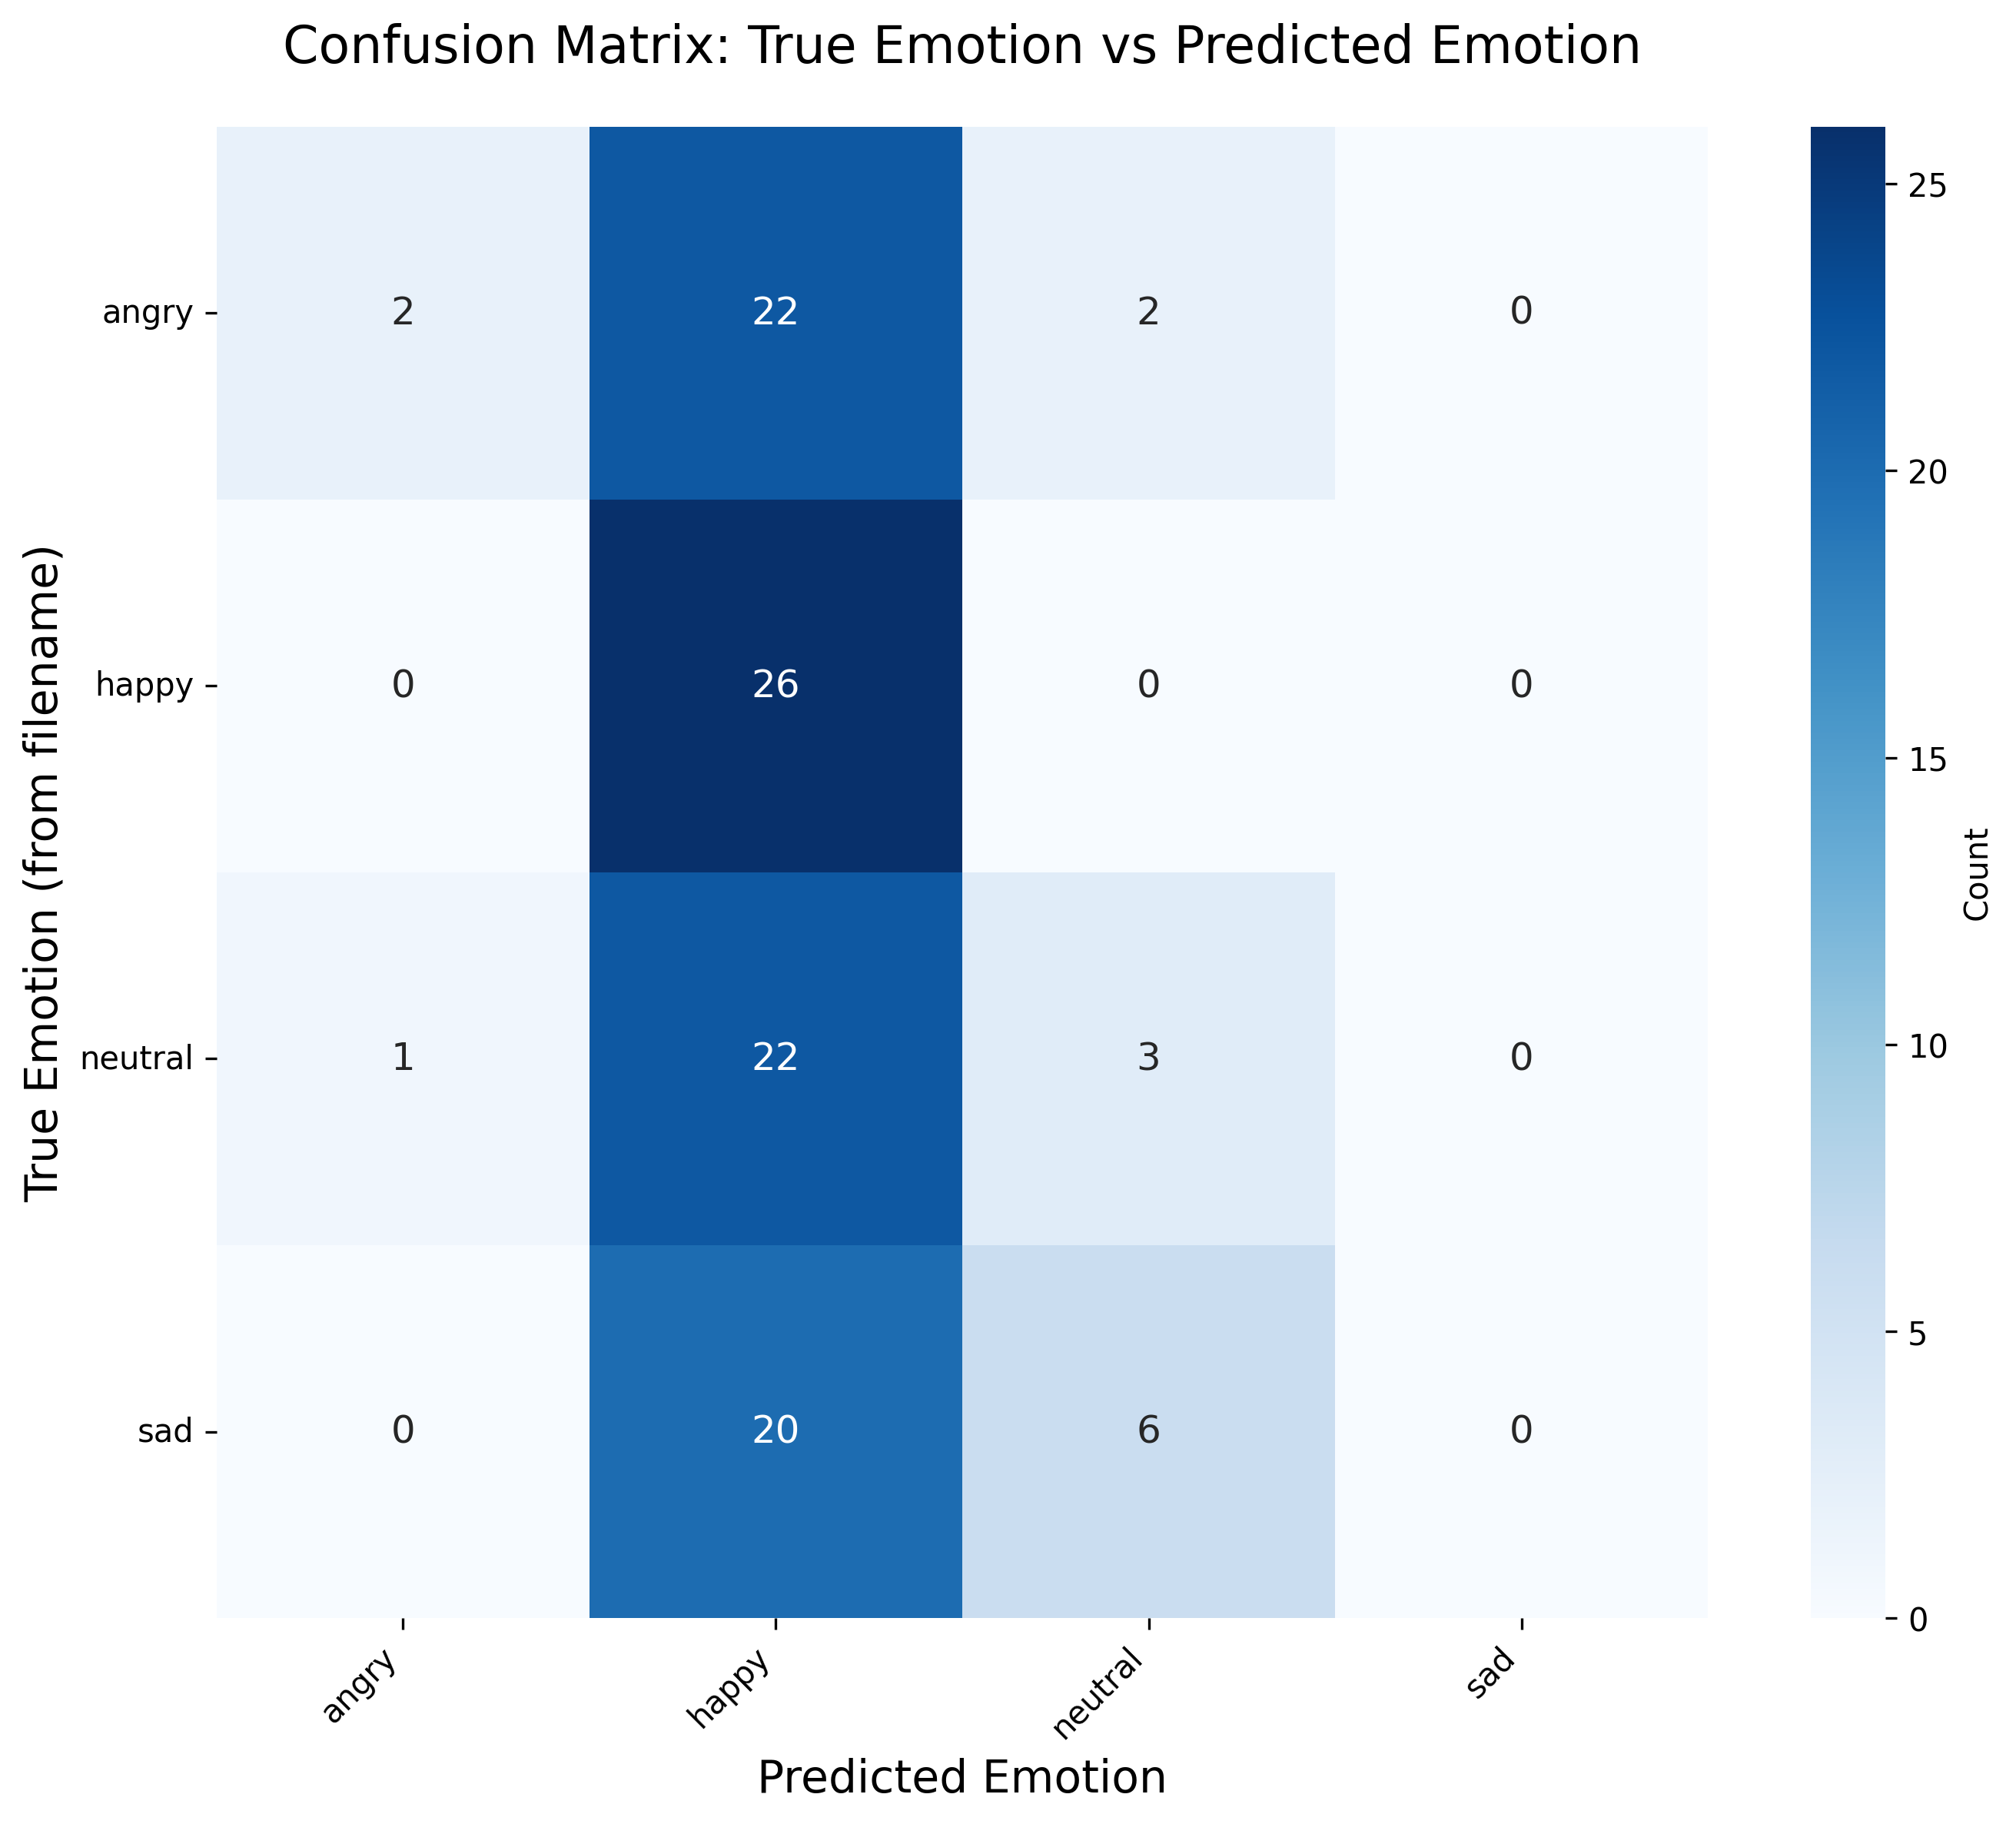 Confusion Matrix: True Emotion vs Predicted Emotion
True Emotion (from filename)
angry
2
22
2
0
happy
0
26
0
0
neutral
1
22
3
0
sad
0
20
6
0
angry
happy
neutral
sad
Predicted Emotion
25
20
15
10
5
0
Count